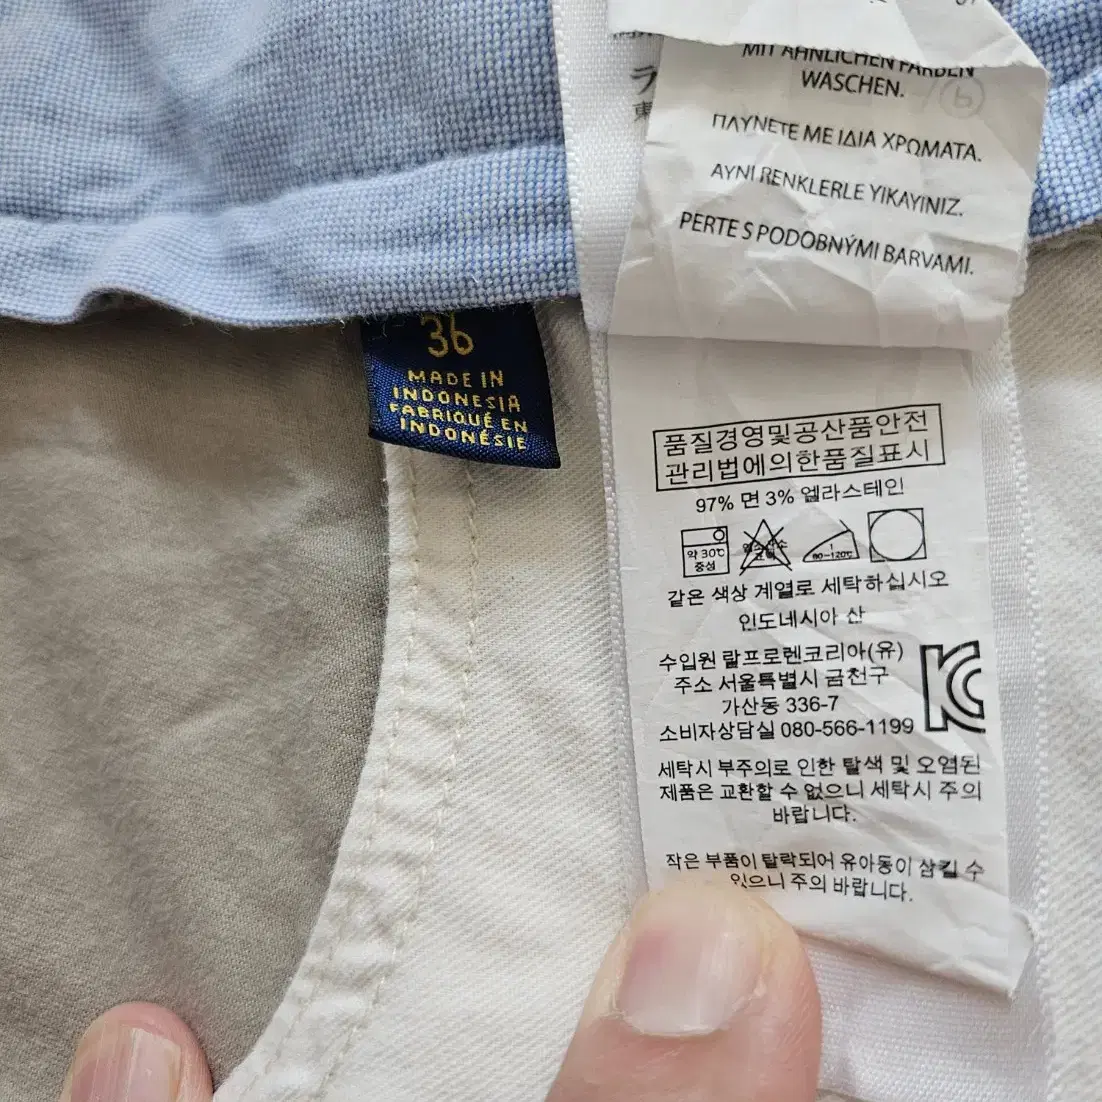 MIT ÄHNLICHEN FARBEN
WASCHEN.
ΠΛΥΝΕΤΕ ΜΕ ΙΔΙΑ ΧΡΩΜΑΤΑ.
AYNI RENKLERLE YIKAYINIZ.
PERTE S PODOBNÝMI BARVAMI.
36
MADE IN
INDONESIA
FABRIQUÉ EN
INDONÉSIE
품질경영및공산품안전
관리법에의한품질표시
97% 면 3% 엘라스테인
약 30℃
중성
염소산소
표백
1
80~120℃
같은 색상 계열로 세탁하십시오
인도네시아 산
수입원 랄프로렌코리아(유)
주소 서울특별시 금천구
가산동 336-7
소비자상담실 080-566-1199
세탁시 부주의로 인한 탈색 및 오염된
제품은 교환할 수 없으니 세탁시 주의
바랍니다.
작은 부품이 탈락되어 유아동이 삼킬 수
있으니 주의 바랍니다.